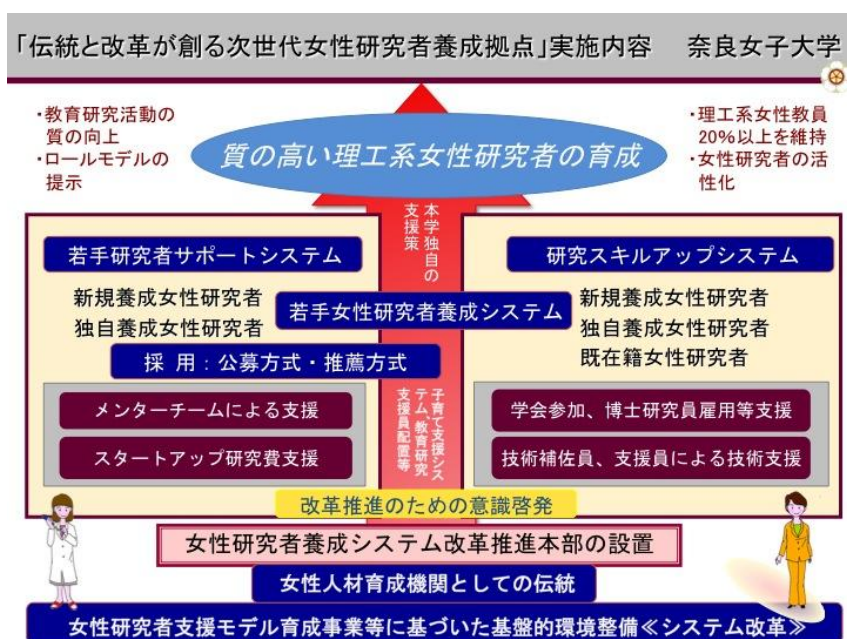 「伝統と改革が創る次世代女性研究者養成拠点」実施内容　奈良女子大学
・教育研究活動の
質の向上
・ロールモデルの
提示
質の高い理工系女性研究者の育成
・理工系女性教員
20%以上を維持
・女性研究者の活
性化
本学独自の
支援策
若手研究者サポートシステム
新規養成女性研究者
独自養成女性研究者
採　用：公募方式・推薦方式
メンターチームによる支援
スタートアップ研究費支援
若手女性研究者養成システム
子育て支援シス
テム、教育研究
支援員配置等
研究スキルアップシステム
新規養成女性研究者
独自養成女性研究者
既在籍女性研究者
学会参加、博士研究員雇用等支援
技術補佐員、支援員による技術支援
改革推進のための意識啓発
女性研究者養成システム改革推進本部の設置
女性人材育成機関としての伝統
女性研究者支援モデル育成事業等に基づいた基盤的環境整備≪システム改革≫